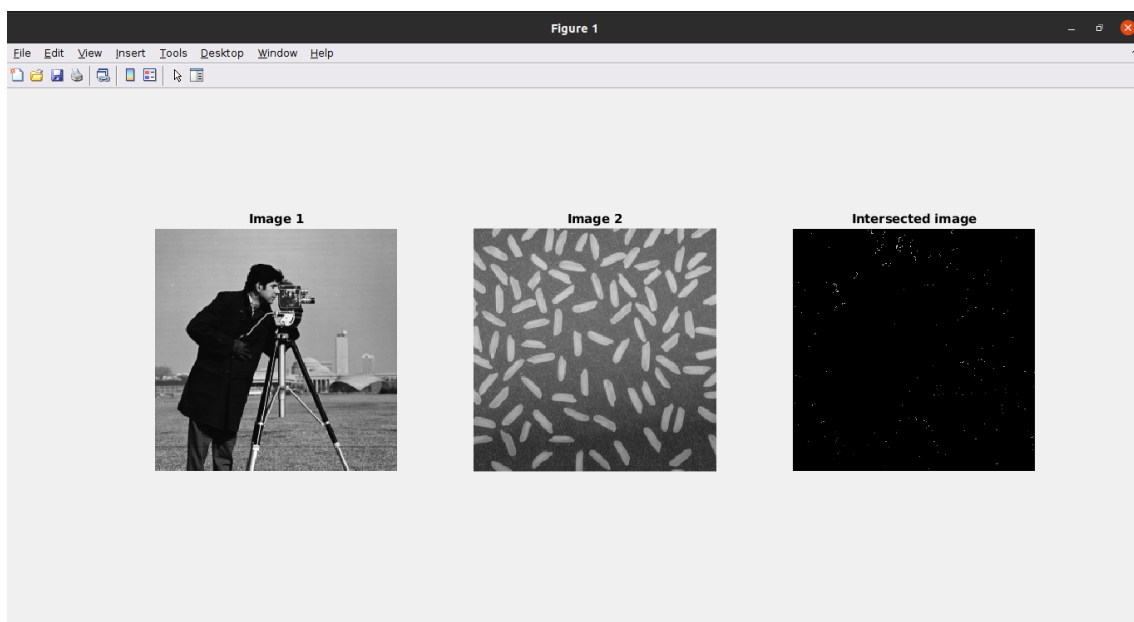 Figure 1
File Edit View Insert Tools Desktop Window Help
Image 1 Image 2 Intersected image